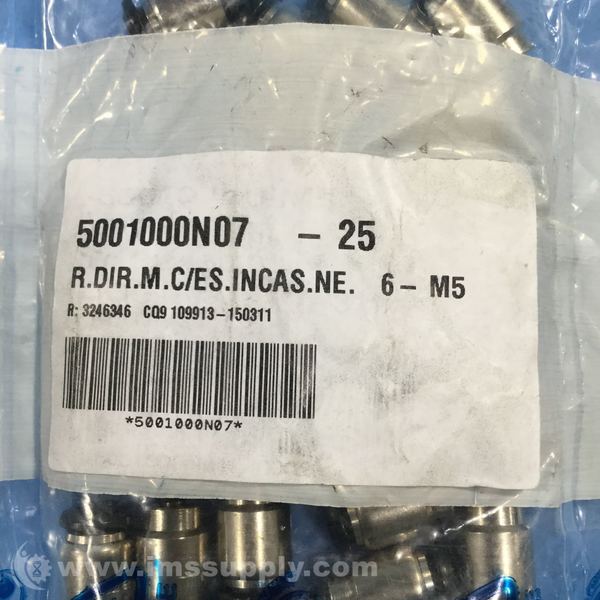 5001000N07 - 25
R.DIR.M.C/ES.INCAS.NE. 6- M5
R: 3246346 CQ9 109913-150311
*5001000N07*
www.imssupply.com